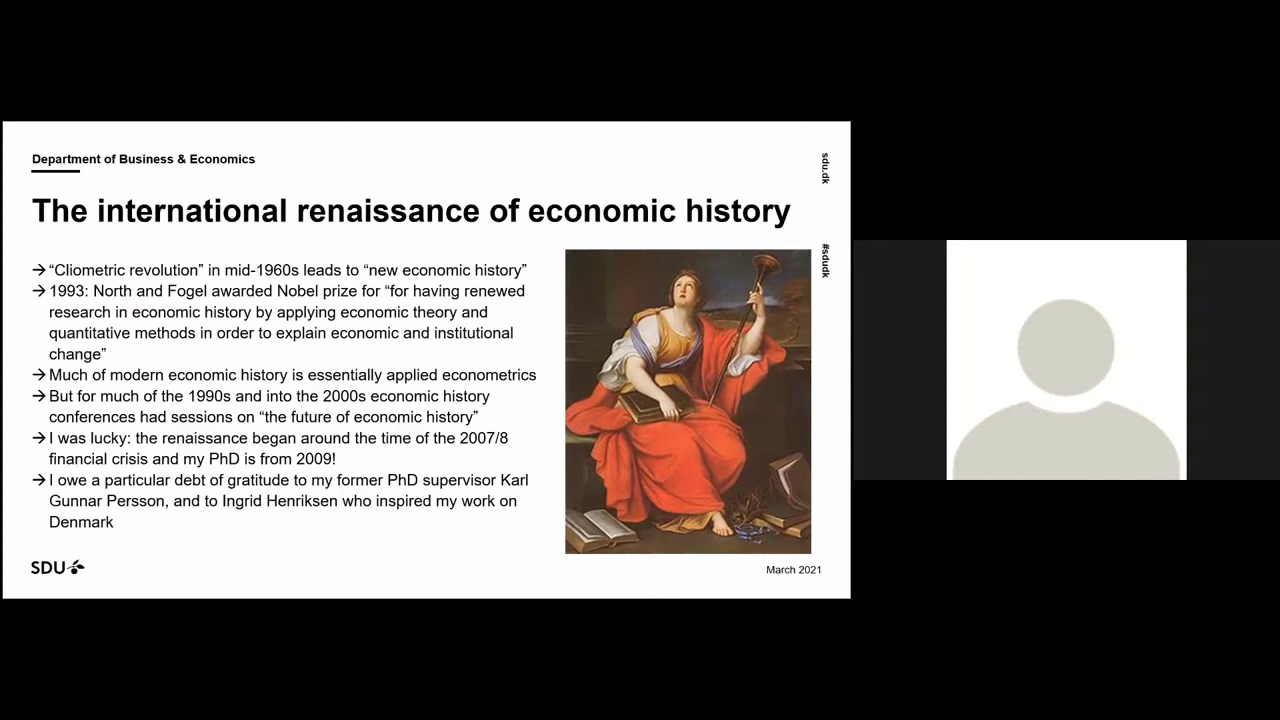 Department of Business & Economics
sdu.dk
The international renaissance of economic history
#sdudk
→ “Cliometric revolution” in mid-1960s leads to “new economic history”
→ 1993: North and Fogel awarded Nobel prize for “for having renewed
research in economic history by applying economic theory and
quantitative methods in order to explain economic and institutional
change”
→ Much of modern economic history is essentially applied econometrics
→ But for much of the 1990s and into the 2000s economic history
conferences had sessions on “the future of economic history”
→ I was lucky: the renaissance began around the time of the 2007/8
financial crisis and my PhD is from 2009!
→ I owe a particular debt of gratitude to my former PhD supervisor Karl
Gunnar Persson, and to Ingrid Henriksen who inspired my work on
Denmark
SDU
March 2021